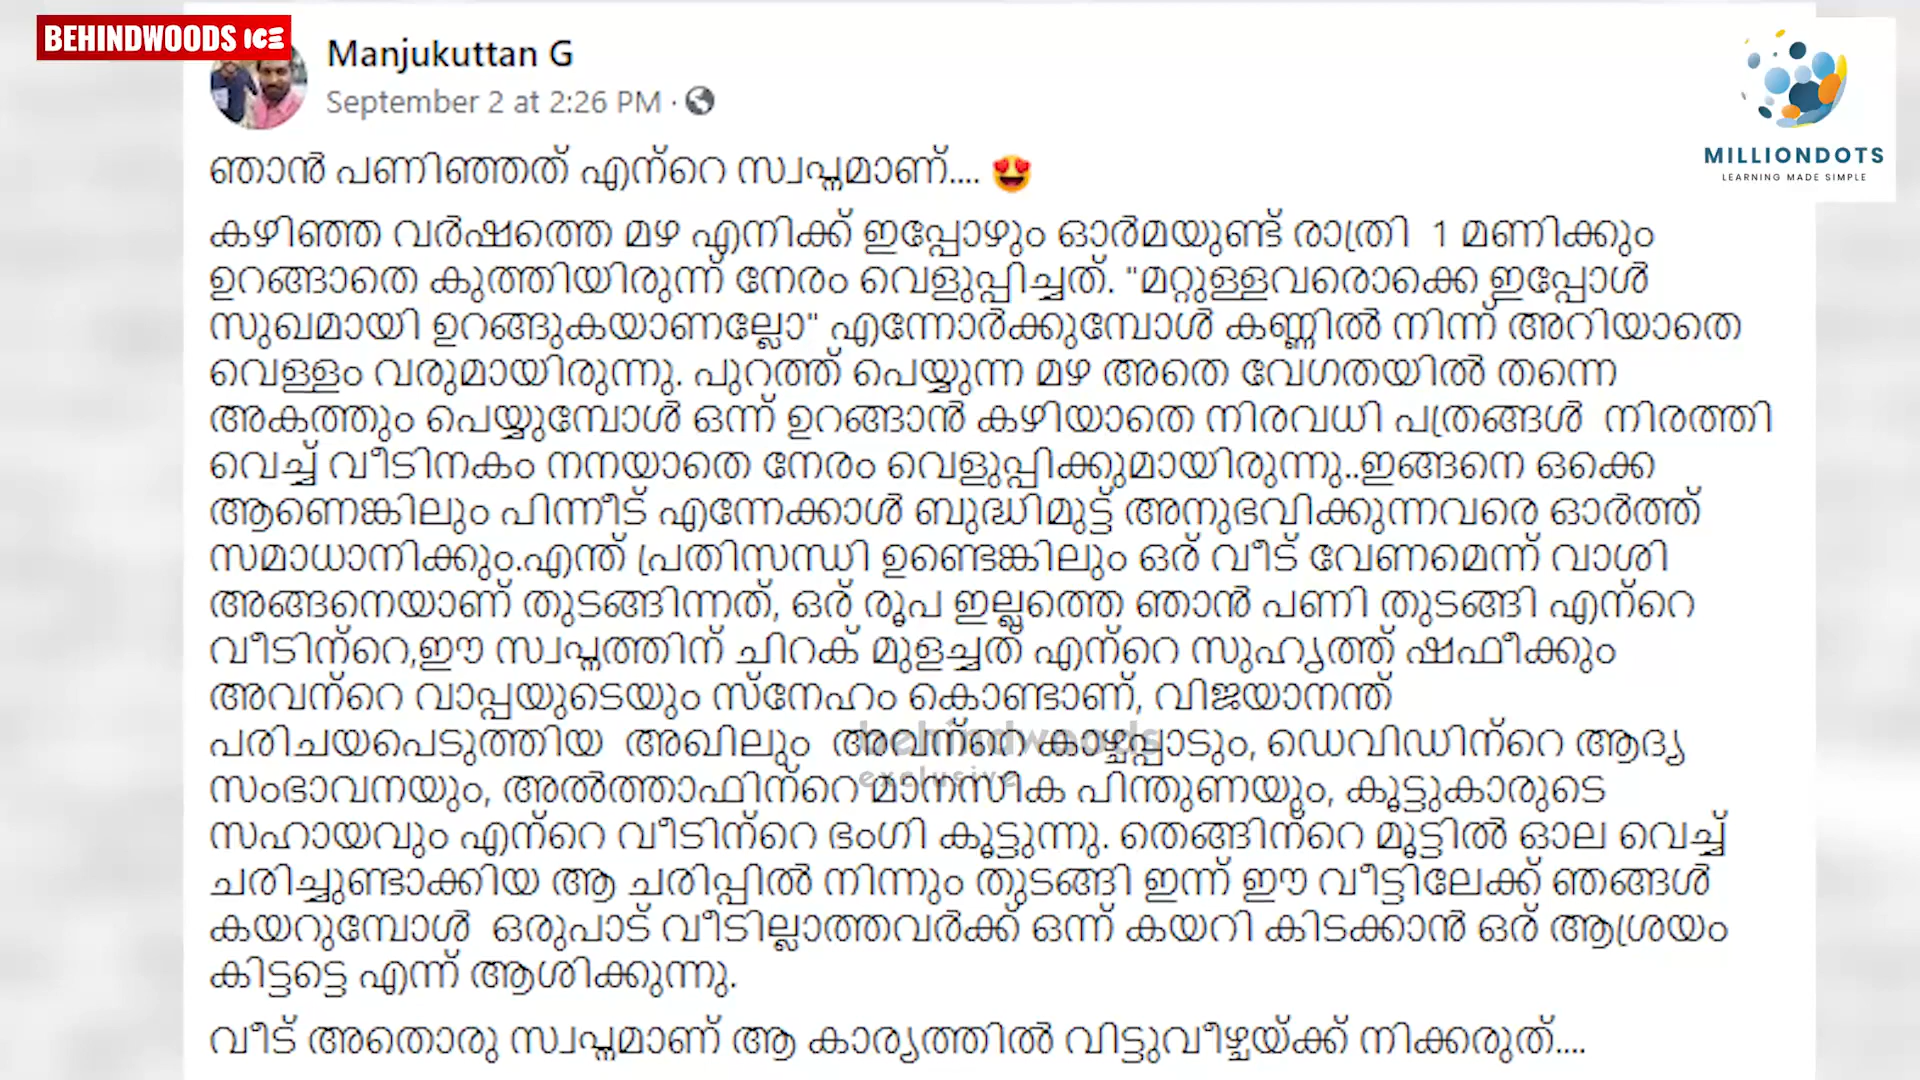 BEHINDWOODS ICE
Manjukuttan G
September 2 at 2:26 PM ·
MILLIONDOTS
LEARNING MADE SIMPLE
ഞാൻ പണിഞ്ഞത് എന്റെ സ്വപ്നമാണ്.... 😍
കഴിഞ്ഞ വർഷത്തെ മഴ എനിക്ക് ഇപ്പോഴും ഓർമയുണ്ട് രാത്രി 1 മണിക്കും
ഉറങ്ങാതെ കുത്തിയിരുന്ന് നേരം വെളുപ്പിച്ചത്. "മറ്റുള്ളവരൊക്കെ ഇപ്പോൾ
സുഖമായി ഉറങ്ങുകയാണല്ലോ" എന്നോർക്കുമ്പോൾ കണ്ണിൽ നിന്ന് അറിയാതെ
വെള്ളം വരുമായിരുന്നു. പുറത്ത് പെയ്യുന്ന മഴ അതെ വേഗതയിൽ തന്നെ
അകത്തും പെയ്യുമ്പോൾ ഒന്ന് ഉറങ്ങാൻ കഴിയാതെ നിരവധി പത്രങ്ങൾ നിരത്തി
വെച്ച് വീടിനകം നനയാതെ നേരം വെളുപ്പിക്കുമായിരുന്നു..ഇങ്ങനെ ഒക്കെ
ആണെങ്കിലും പിന്നീട് എന്നേക്കാൾ ബുദ്ധിമുട്ട് അനുഭവിക്കുന്നവരെ ഓർത്ത്
സമാധാനിക്കും.എന്ത് പ്രതിസന്ധി ഉണ്ടെങ്കിലും ഒര് വീട് വേണമെന്ന് വാശി
അങ്ങനെയാണ് തുടങ്ങിന്നത്, ഒര് രൂപ ഇല്ലത്തെ ഞാൻ പണി തുടങ്ങി എന്റെ
വീടിന്റെ,ഈ സ്വപ്നത്തിന് ചിറക് മുളച്ചത് എന്റെ സുഹൃത്ത് ഷഫീക്കും
അവന്റെ വാപ്പയുടെയും സ്നേഹം കൊണ്ടാണ്, വിജയാനന്ത്
പരിചയപെടുത്തിയ അഖിലും അവന്റെ കാഴ്ചപ്പാടും, ഡെവിഡിന്റെ ആദ്യ
സംഭാവനയും, അൽത്താഫിന്റെ മാനസിക പിന്തുണയും, കൂട്ടുകാരുടെ
സഹായവും എന്റെ വീടിന്റെ ഭംഗി കൂട്ടുന്നു. തെങ്ങിന്റെ മൂട്ടിൽ ഓല വെച്ച്
ചരിച്ചുണ്ടാക്കിയ ആ ചരിപ്പിൽ നിന്നും തുടങ്ങി ഇന്ന് ഈ വീട്ടിലേക്ക് ഞങ്ങൾ
കയറുമ്പോൾ ഒരുപാട് വീടില്ലാത്തവർക്ക് ഒന്ന് കയറി കിടക്കാൻ ഒര് ആശ്രയം
കിട്ടട്ടെ എന്ന് ആശിക്കുന്നു.
വീട് അതൊരു സ്വപ്നമാണ് ആ കാര്യത്തിൽ വിട്ടുവീഴ്ചയ്ക്ക് നിക്കരുത്....
behindwoods
exclusive